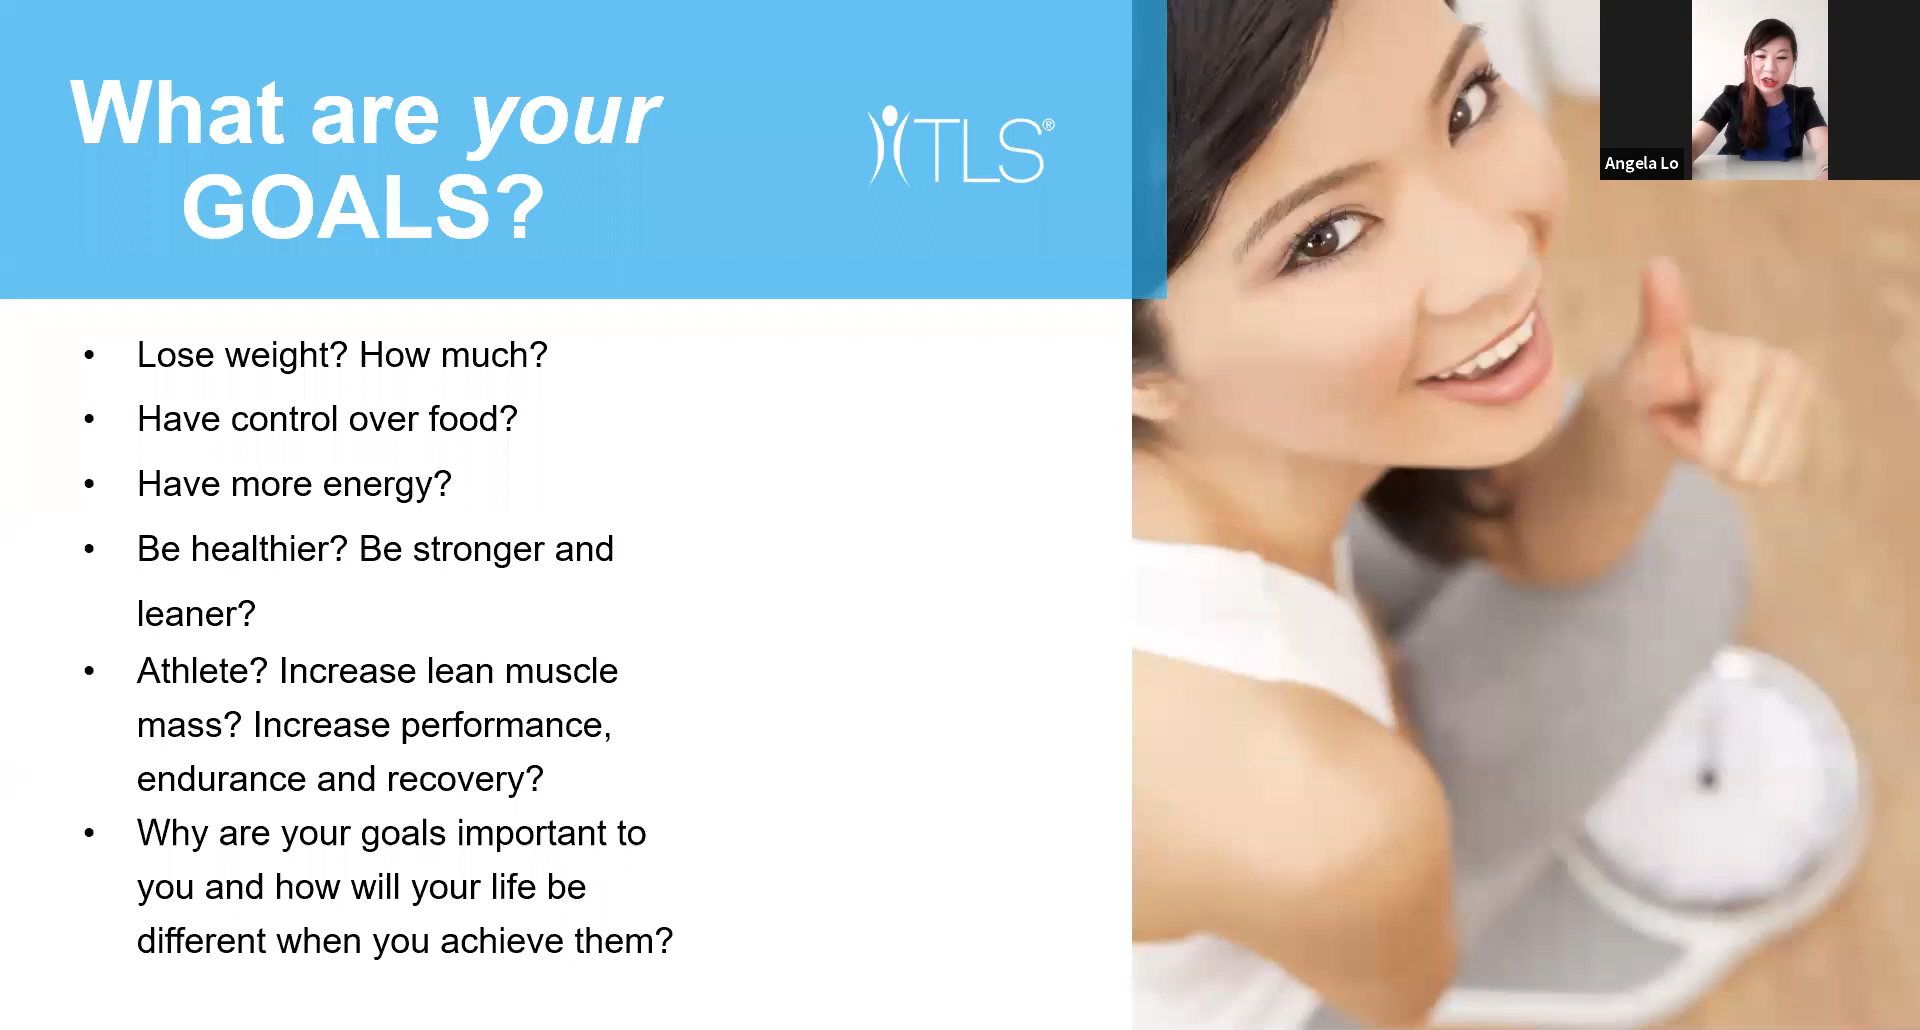 What are your
GOALS?
TLS®
Angela Lo
• Lose weight? How much?
• Have control over food?
• Have more energy?
• Be healthier? Be stronger and
leaner?
• Athlete? Increase lean muscle
mass? Increase performance,
endurance and recovery?
• Why are your goals important to
you and how will your life be
different when you achieve them?